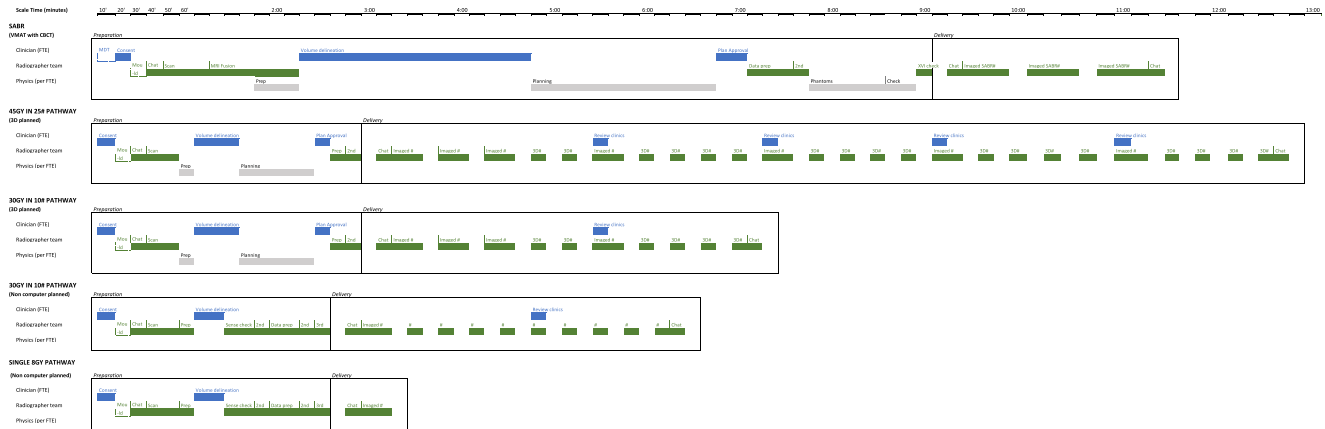 Scale Time (minutes) 10' 20' 30' 40' 50' 60' 2:00 3:00 4:00 5:00 6:00 7:00 8:00 9:00 10:00 11:00 12:00 13:00
SABR
(VMAT with CBCT) Preparation Delivery
Clinician (FTE) MDT Consent Volume delineation Plan Approval
Radiographer team Mou -ld Chat Scan MRI Fusion Data prep 2nd XVI check Chat Imaged SABR# Imaged SABR# Imaged SABR# Chat
Physics (per FTE) Prep Planning Phantoms Check
45GY IN 25# PATHWAY
(3D planned) Preparation Delivery
Clinician (FTE) Consent Volume delineation Plan Approval Review clinics Review clinics Review clinics Review clinics
Radiographer team Mou -ld Chat Scan Prep 2nd Chat Imaged # Imaged # Imaged # 3D# 3D# Imaged # 3D# 3D# 3D# 3D# Imaged # 3D# 3D# 3D# 3D# Imaged # 3D# 3D# 3D# 3D# Imaged # 3D# 3D# 3D# 3D# Chat
Physics (per FTE) Prep Planning
30GY IN 10# PATHWAY
(3D planned) Preparation Delivery
Clinician (FTE) Consent Volume delineation Plan Approval Review clinics
Radiographer team Mou -ld Chat Scan Prep 2nd Chat Imaged # Imaged # Imaged # 3D# 3D# Imaged # 3D# 3D# 3D# 3D# Chat
Physics (per FTE) Prep Planning
30GY IN 10# PATHWAY
(Non computer planned) Preparation Delivery
Clinician (FTE) Consent Volume delineation Review clinics
Radiographer team Mou -ld Chat Scan Prep Sense check 2nd Data prep 2nd 3rd Chat Imaged # # # # # # # # # # Chat
Physics (per FTE)
SINGLE 8GY PATHWAY
(Non computer planned) Preparation Delivery
Clinician (FTE) Consent Volume delineation
Radiographer team Mou -ld Chat Scan Prep Sense check 2nd Data prep 2nd 3rd Chat Imaged #
Physics (per FTE)